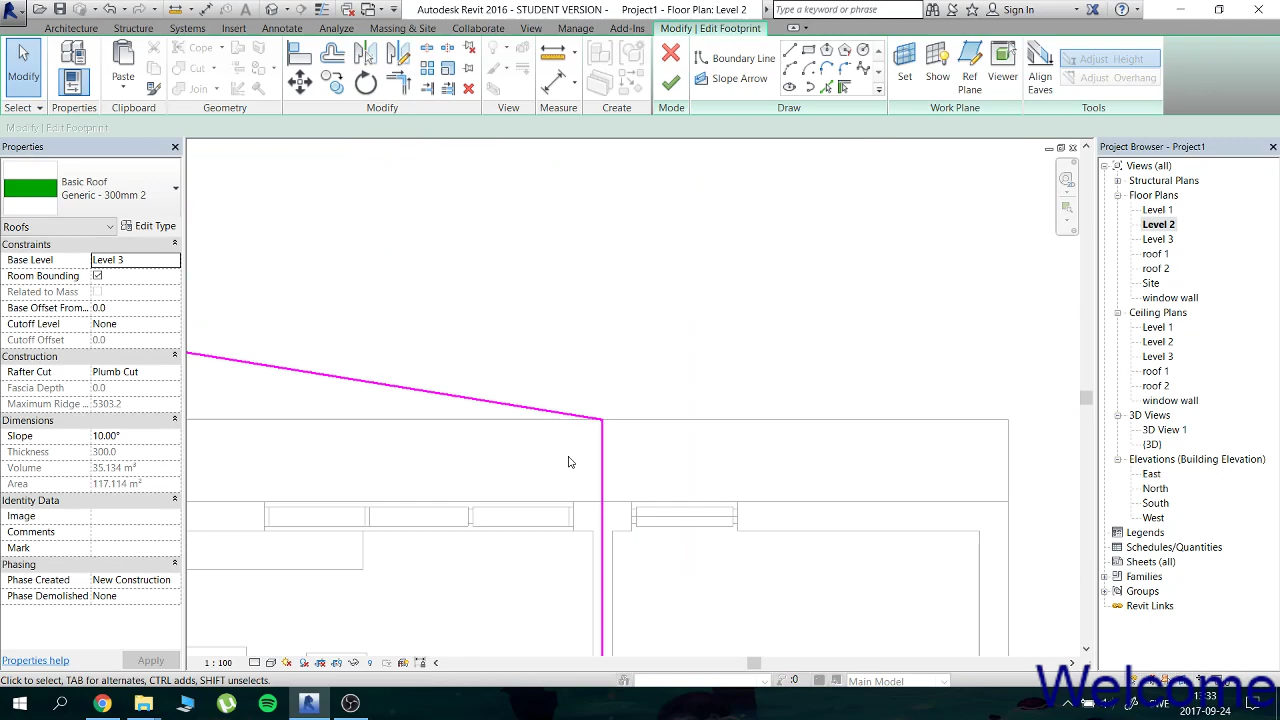 Autodesk Revit 2016 - STUDENT VERSION - Project1 - Floor Plan: Level 2
Type a keyword or phrase
Sign In
Architecture
Structure
Systems
Insert
Annotate
Analyze
Massing & Site
Collaborate
View
Manage
Add-Ins
Modify | Edit Footprint
Modify
Paste
Cope
Cut
Join
Boundary Line
Slope Arrow
Set
Show
Ref Plane
Viewer
Align Eaves
Adjust Height
Adjust Overhang
Select
Properties
Clipboard
Geometry
Modify
View
Measure
Create
Mode
Draw
Work Plane
Tools
Modify | Edit Footprint
Properties
Basic Roof
Generic - 300mm 2
Roofs
Edit Type
Constraints
Base Level Level 3
Room Bounding
Related to Mass
Base Offset From... 0.0
Cutoff Level None
Cutoff Offset 0.0
Construction
Rafter Cut Plumb Cut
Fascia Depth 0.0
Maximum Ridge ... 5303.2
Dimensions
Slope 10.00°
Thickness 300.0
Volume 35.134 m³
Area 117.114 m²
Identity Data
Image
Comments
Mark
Phasing
Phase Created New Construction
Phase Demolished None
Properties help
Apply
1 : 100
Project Browser - Project1
Views (all)
Structural Plans
Floor Plans
Level 1
Level 2
Level 3
roof 1
roof 2
Site
window wall
Ceiling Plans
Level 1
Level 2
Level 3
roof 1
roof 2
window wall
3D Views
3D View 1
{3D}
Elevations (Building Elevation)
East
North
South
West
Legends
Schedules/Quantities
Sheets (all)
Families
Groups
Revit Links
Click to select, TAB for alternates, CTRL adds, SHIFT unselects.
:0
Main Model
Welcome
13:33
2017-09-24